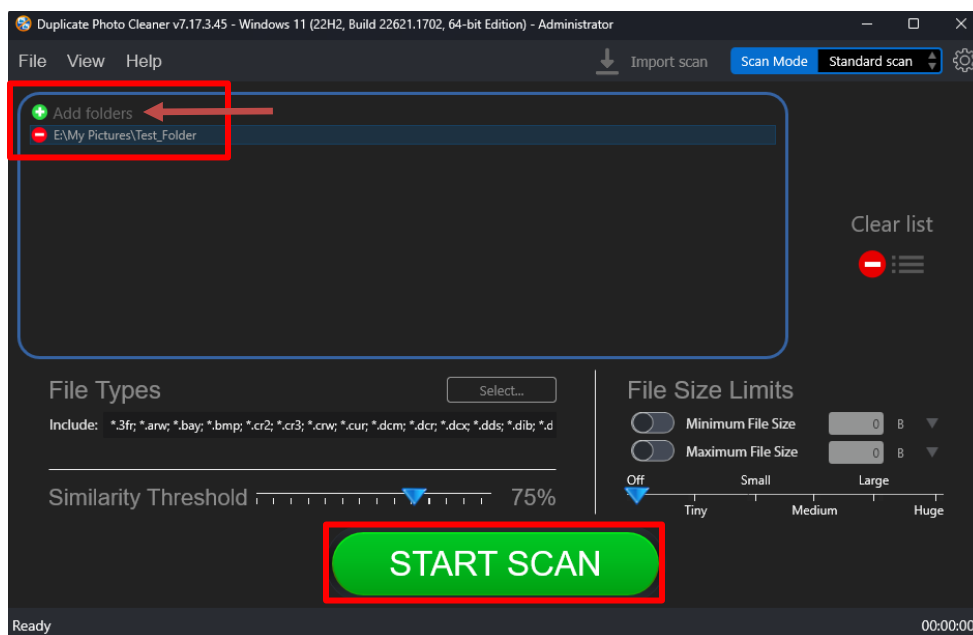 Duplicate Photo Cleaner v7.17.3.45 - Windows 11 (22H2, Build 22621.1702, 64-bit Edition) - Administrator
File View Help Import scan Scan Mode Standard scan
Add folders
E:\My Pictures\Test_Folder
Clear list
File Types Select...
Include: *.3fr; *.arw; *.bay; *.bmp; *.cr2; *.cr3; *.crw; *.cur; *.dcm; *.dcr; *.dcx; *.dds; *.dib; *.d
File Size Limits
Minimum File Size 0 B
Maximum File Size 0 B
Similarity Threshold 75%
Off Small Large
Tiny Medium Huge
START SCAN
Ready 00:00:00